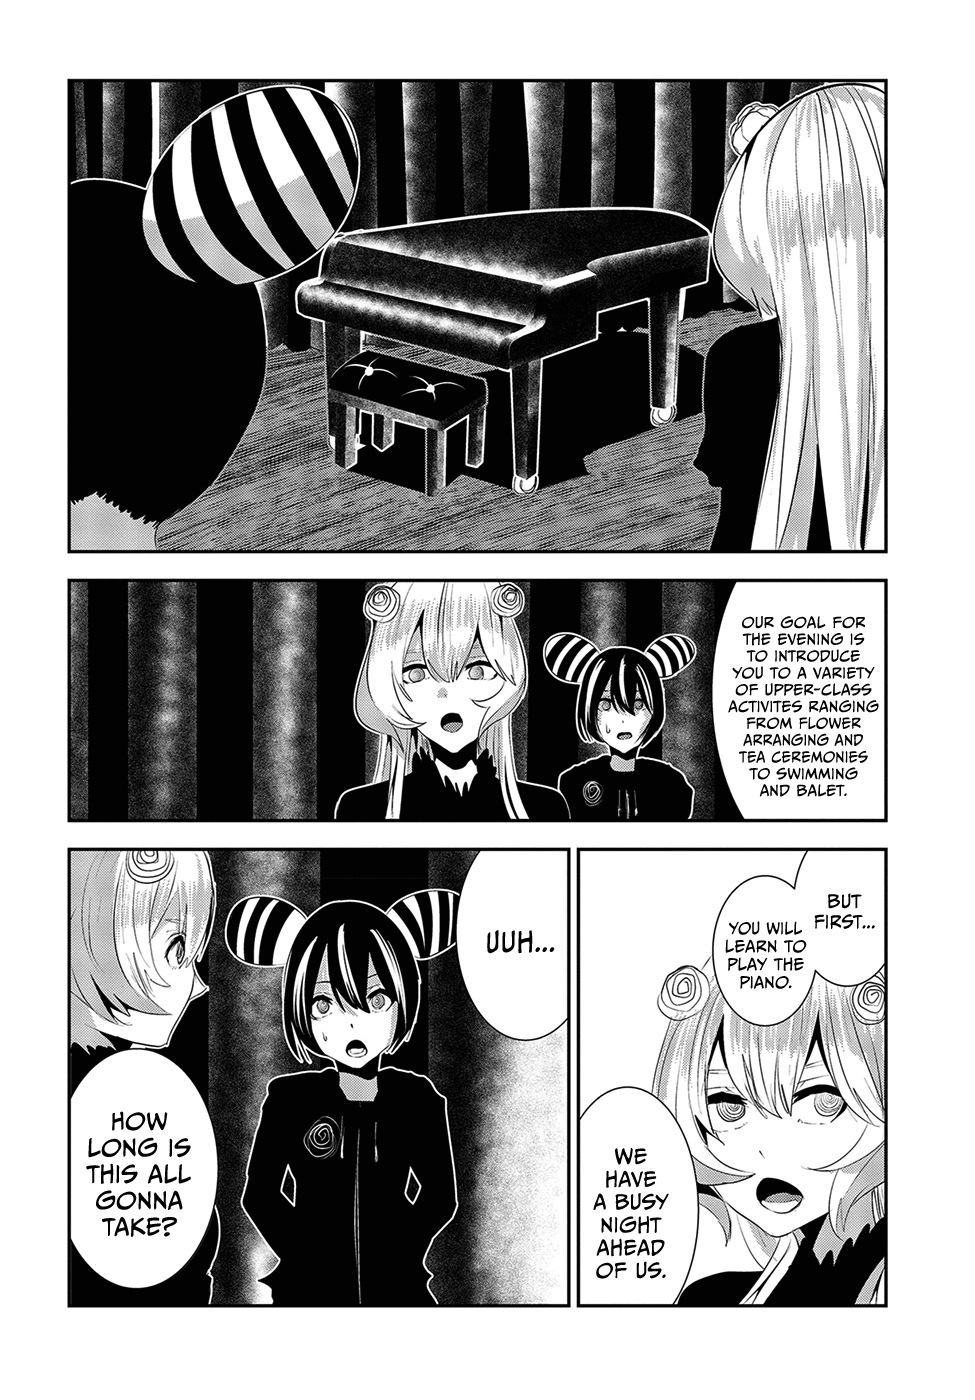 OUR GOAL FOR
THE EVENING IS
TO INTRODUCE
YOU TO A VARIETY
OF UPPER-CLASS
ACTIVITES RANGING
FROM FLOWER
ARRANGING AND
TEA CEREMONIES
TO SWIMMING
AND BALET.
BUT
FIRST...
YOU WILL
LEARN TO
PLAY THE
PIANO.
WE
HAVE
A BUSY
NIGHT
AHEAD
OF US.
UUH...
HOW
LONG IS
THIS ALL
GONNA
TAKE?